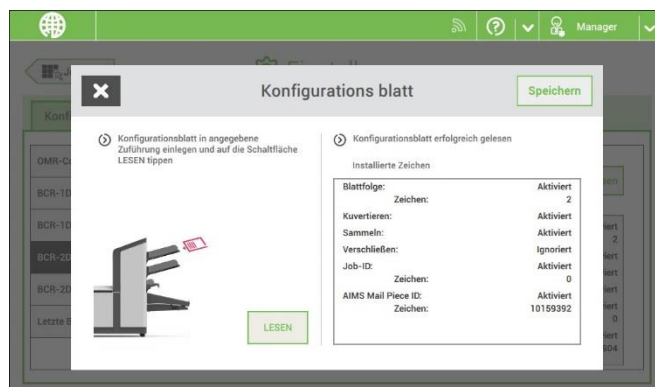 Manager
Konfigurations blatt
Speichern
Konfigurationsblatt in angegebene
Zuführung einlegen und auf die Schaltfläche
LESEN tippen
LESEN
Konfigurationsblatt erfolgreich gelesen
Installierte Zeichen
Blattfolge: Aktiviert
Zeichen: 2
Kuvertieren: Aktiviert
Sammeln: Aktiviert
Verschließen: Ignoriert
Job-ID: Aktiviert
Zeichen: 0
AIMS Mail Piece ID: Aktiviert
Zeichen: 10159392
Konf
OMR-C
BCR-1D
BCR-1D
BCR-2D
BCR-2D
Letzte B